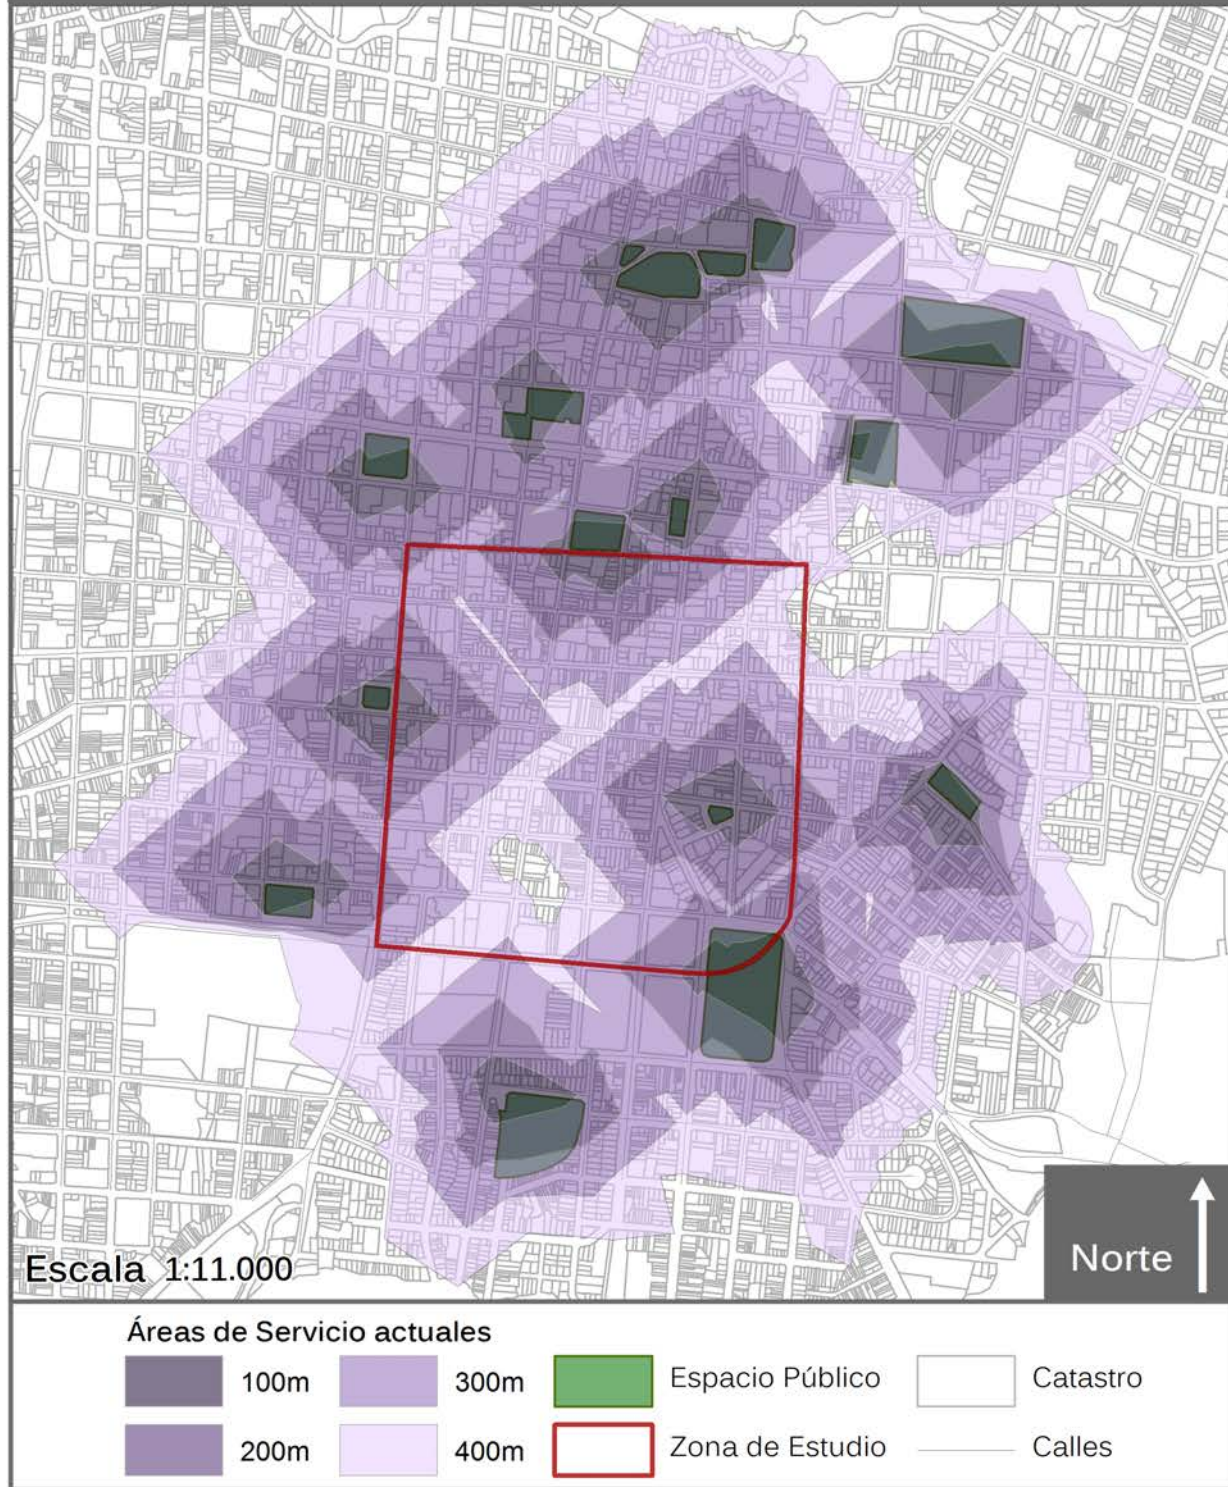 Escala 1:11.000
Norte
Áreas de Servicio actuales
100m 300m Espacio Público Catastro
200m 400m Zona de Estudio Calles